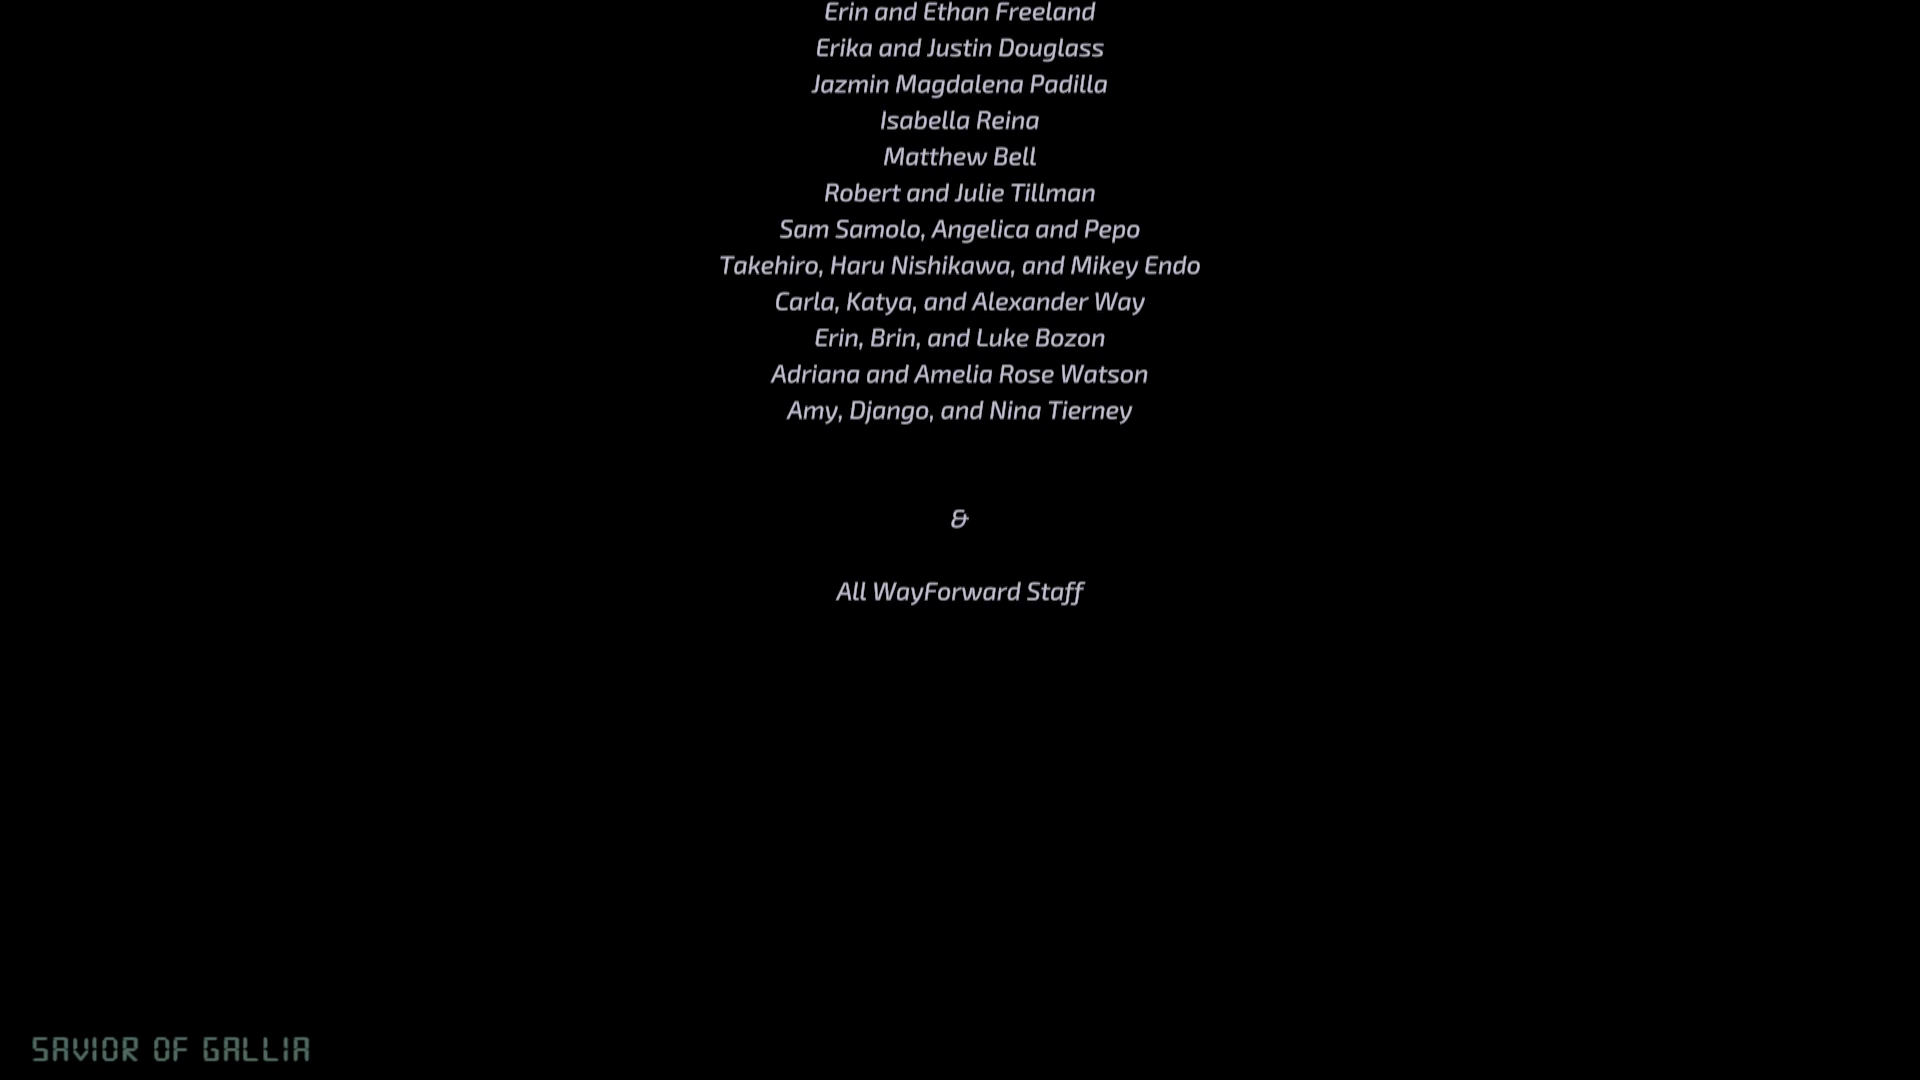 Erin and Ethan Freeland
Erika and Justin Douglass
Jazmin Magdalena Padilla
Isabella Reina
Matthew Bell
Robert and Julie Tillman
Sam Samolo, Angelica and Pepo
Takehiro, Haru Nishikawa, and Mikey Endo
Carla, Katya, and Alexander Way
Erin, Brin, and Luke Bozon
Adriana and Amelia Rose Watson
Amy, Django, and Nina Tierney
&
All WayForward Staff
SAVIOR OF GALLIA